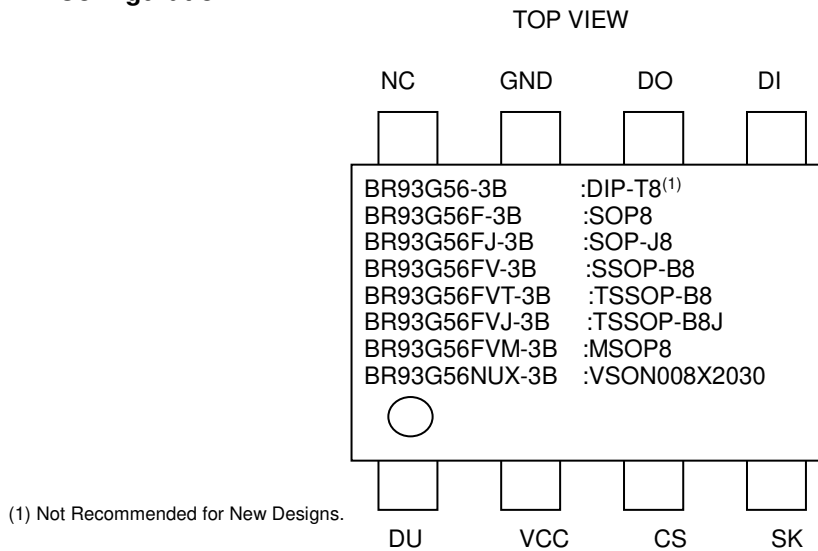 TOP VIEW
NC GND DO DI
BR93G56-3B :DIP-T8(1)
BR93G56F-3B :SOP8
BR93G56FJ-3B :SOP-J8
BR93G56FV-3B :SSOP-B8
BR93G56FVT-3B :TSSOP-B8
BR93G56FVJ-3B :TSSOP-B8J
BR93G56FVM-3B :MSOP8
BR93G56NUX-3B :VSON008X2030
(1) Not Recommended for New Designs.
DU VCC CS SK